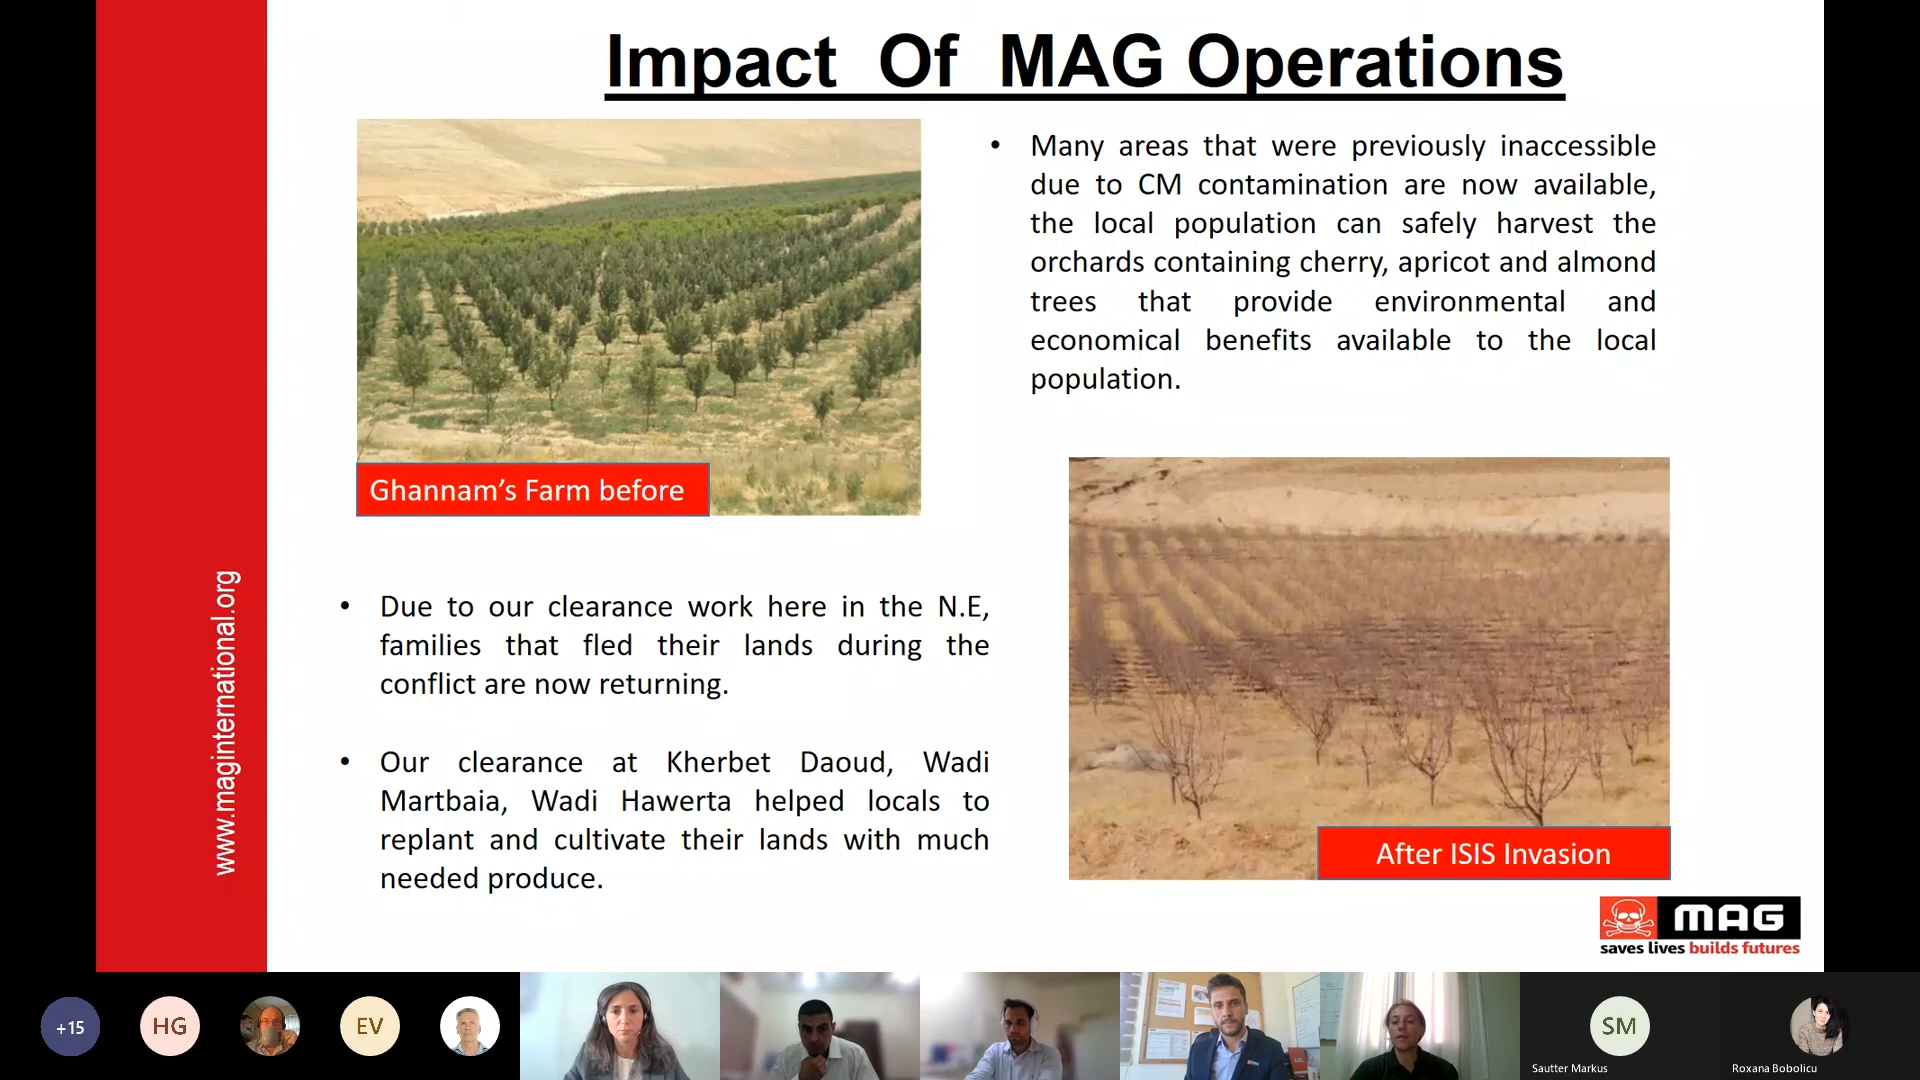 Impact Of MAG Operations
www.maginternational.org
Ghannam's Farm before
• Many areas that were previously inaccessible
due to CM contamination are now available,
the local population can safely harvest the
orchards containing cherry, apricot and almond
trees that provide environmental and
economical benefits available to the local
population.
• Due to our clearance work here in the N.E,
families that fled their lands during the
conflict are now returning.
• Our clearance at Kherbet Daoud, Wadi
Martbaia, Wadi Hawerta helped locals to
replant and cultivate their lands with much
needed produce.
After ISIS Invasion
MAG
saves lives builds futures
+15
HG
EV
SM
Sautter Markus
Roxana Bobolicu